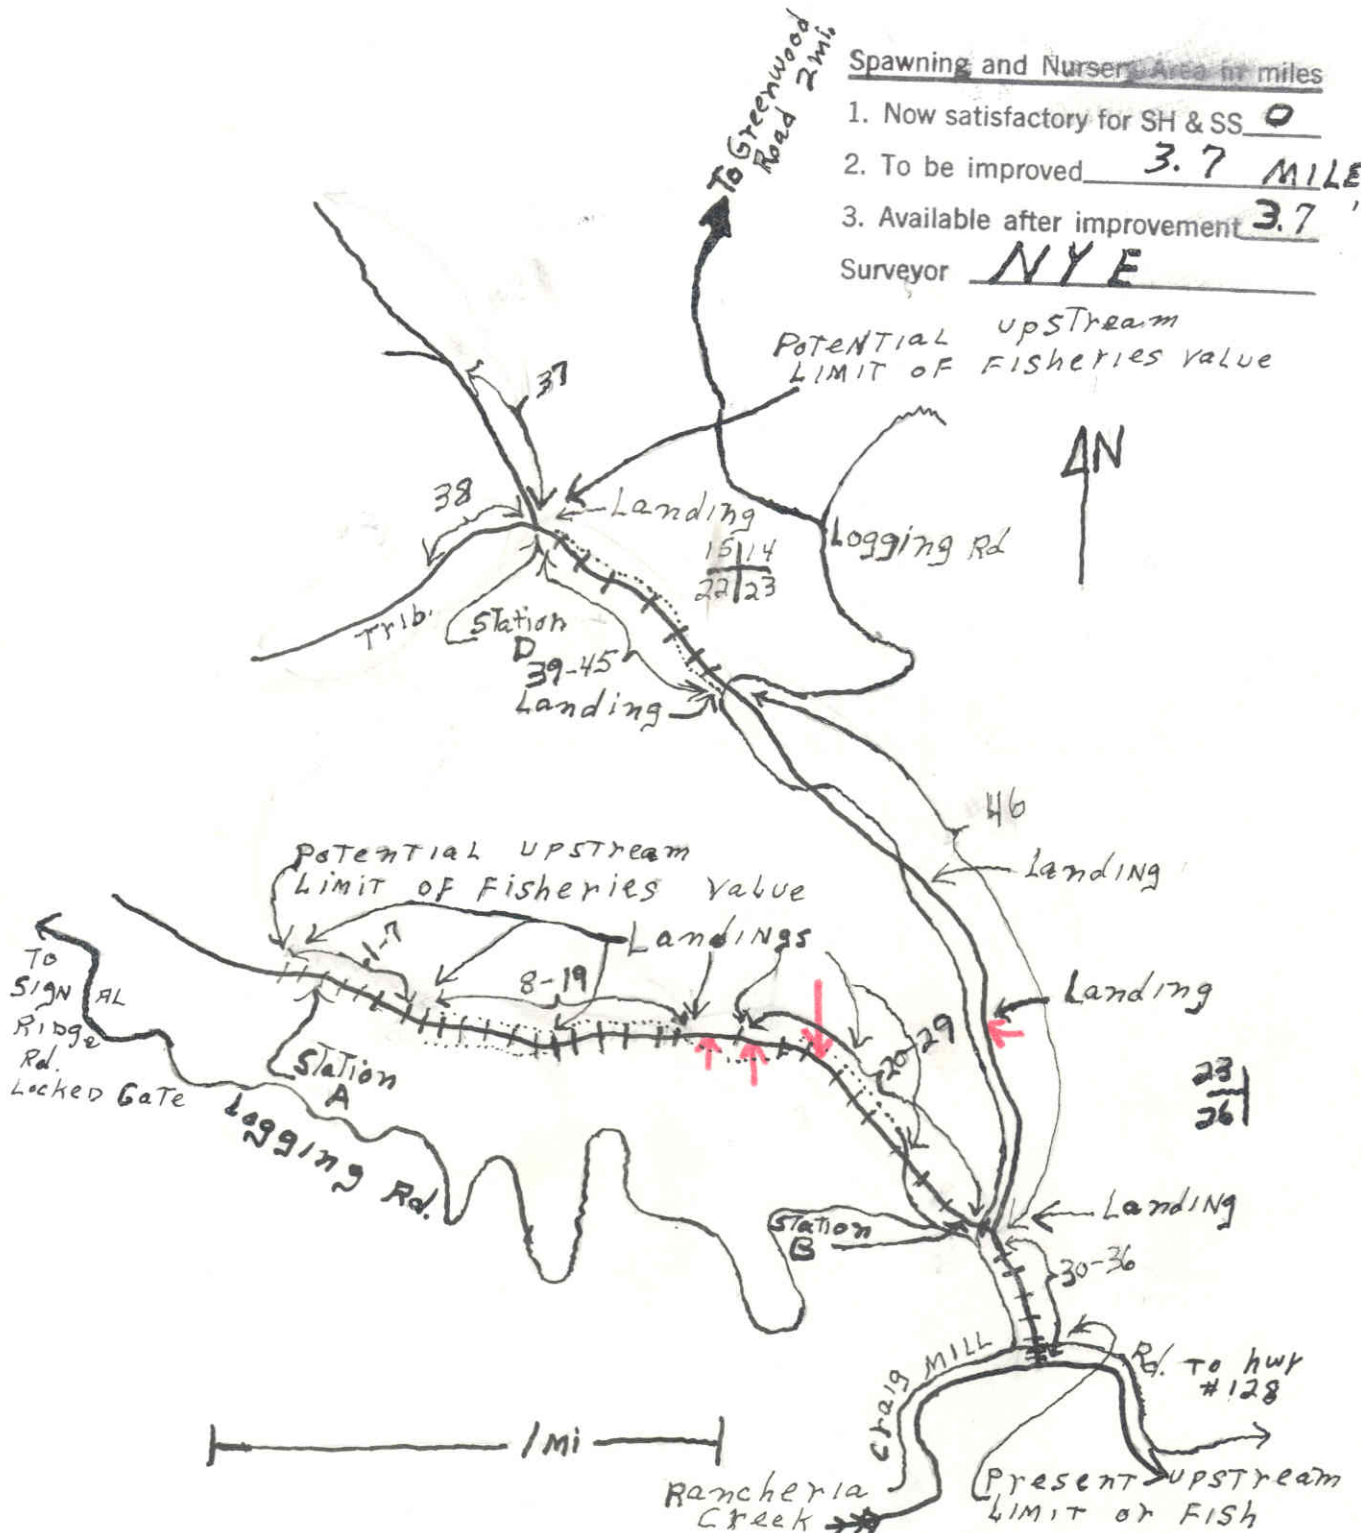 To Greenwood
Road 2 mi.
Spawning and Nursery Area in miles
1. Now satisfactory for SH & SS 0
2. To be improved 3.7 MILE
3. Available after improvement 3.7
Surveyor NYE
POTENTIAL UPSTream
LIMIT OF FISHeries Value
N
37
38
Landing
15 14
22 23
Logging Rd
Trib.
Station
D
39-45
Landing
46
Landing
POTENTIAL UPSTream
LIMIT OF FISHeries Value
Landings
1-7
8-19
20-29
Landing
To
SIGNAL
RIDge
Rd.
LOCKED GATE
Station
A
Logging Rd.
23
26
Landing
Station
B
30-36
Craig MILL
Rd. To hwy
#128
1 Mi
Rancheria
Creek
Present UPSTream
LIMIT OF FISH